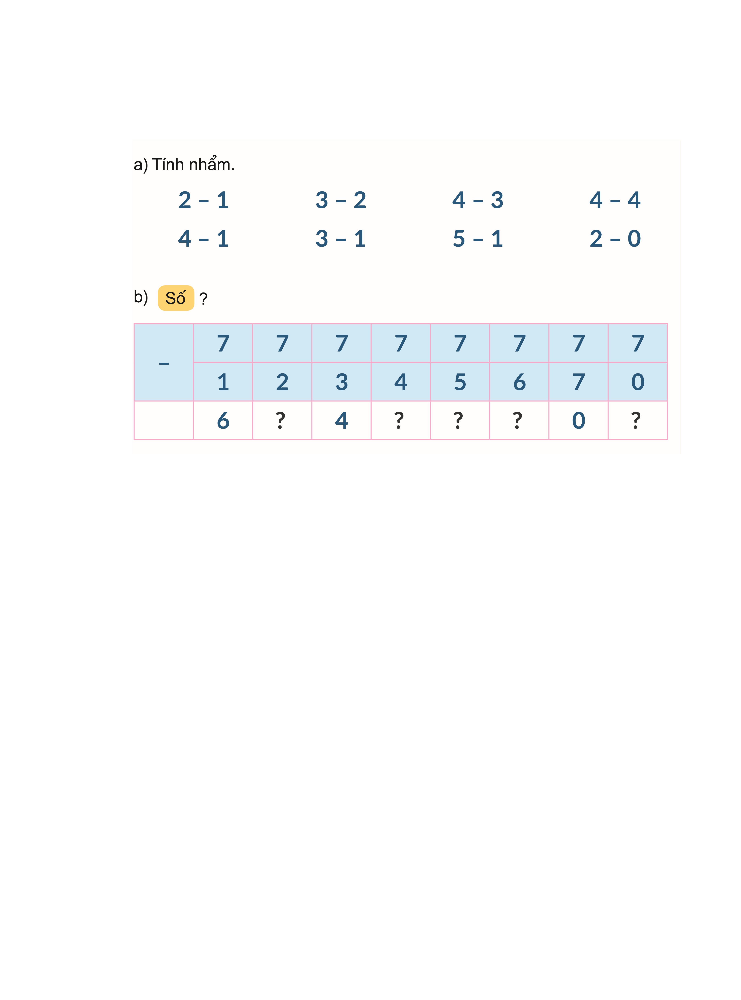 a) Tính nhẩm.
2 – 1 3 – 2 4 – 3 4 – 4
4 – 1 3 – 1 5 – 1 2 – 0
b) Số ?
7 7 7 7 7 7 7 7
–
1 2 3 4 5 6 7 0
6 ? 4 ? ? ? 0 ?